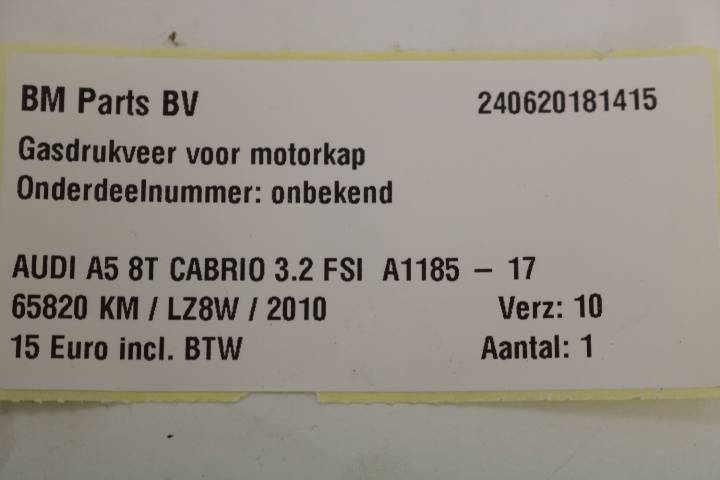 BM Parts BV 240620181415
Gasdrukveer voor motorkap
Onderdeelnummer: onbekend
AUDI A5 8T CABRIO 3.2 FSI A1185 - 17
65820 KM / LZ8W / 2010 Verz: 10
15 Euro incl. BTW Aantal: 1